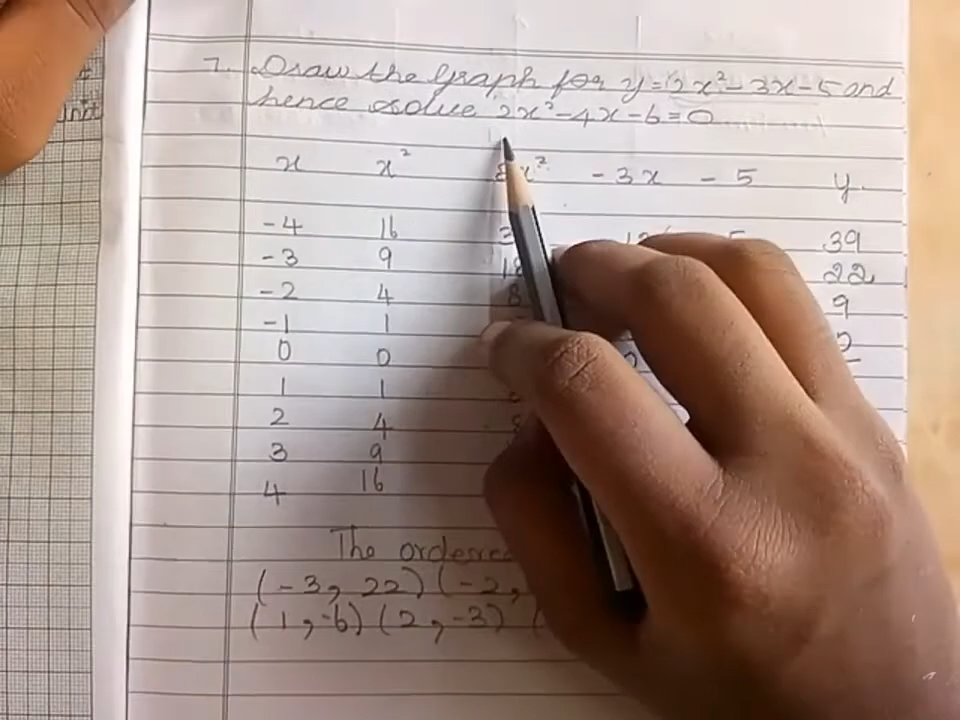 7. Draw the graph for y = 2x² - 3x - 5 and
hence solve 2x² - 4x - 6 = 0
x x² 2x² - 3x - 5 y
-4 16 39
-3 9 18 22
-2 4 8 9
-1 1
0 0
1 1
2 4
3 9
4 16
The
(-3, 22) (-2,
(1, -6) (2, -3) (